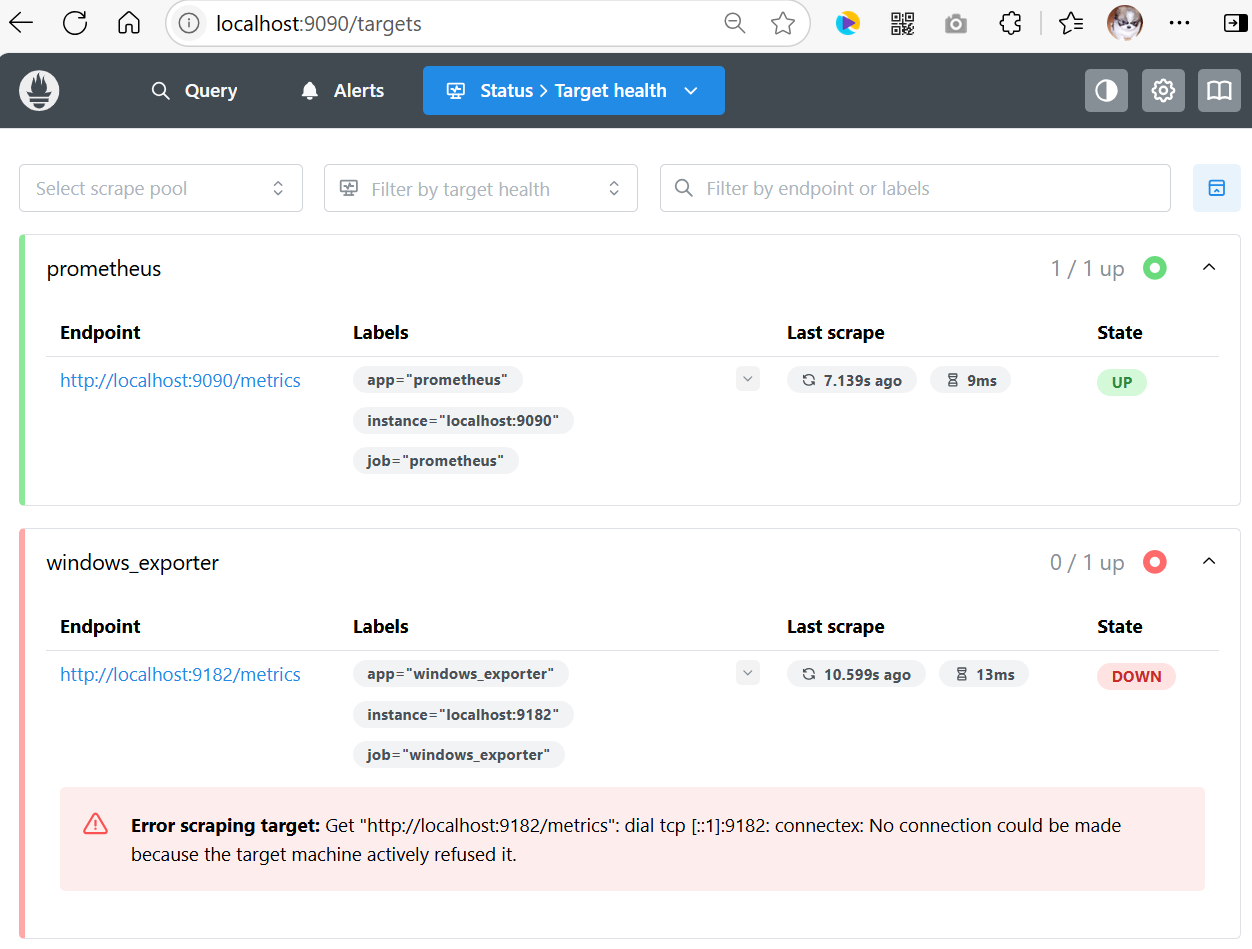 localhost:9090/targets
Query Alerts Status > Target health
Select scrape pool Filter by target health Filter by endpoint or labels
prometheus 1 / 1 up
Endpoint Labels Last scrape State
http://localhost:9090/metrics app="prometheus" 7.139s ago 9ms UP
instance="localhost:9090"
job="prometheus"
windows_exporter 0 / 1 up
Endpoint Labels Last scrape State
http://localhost:9182/metrics app="windows_exporter" 10.599s ago 13ms DOWN
instance="localhost:9182"
job="windows_exporter"
Error scraping target: Get "http://localhost:9182/metrics": dial tcp [::1]:9182: connectex: No connection could be made
because the target machine actively refused it.